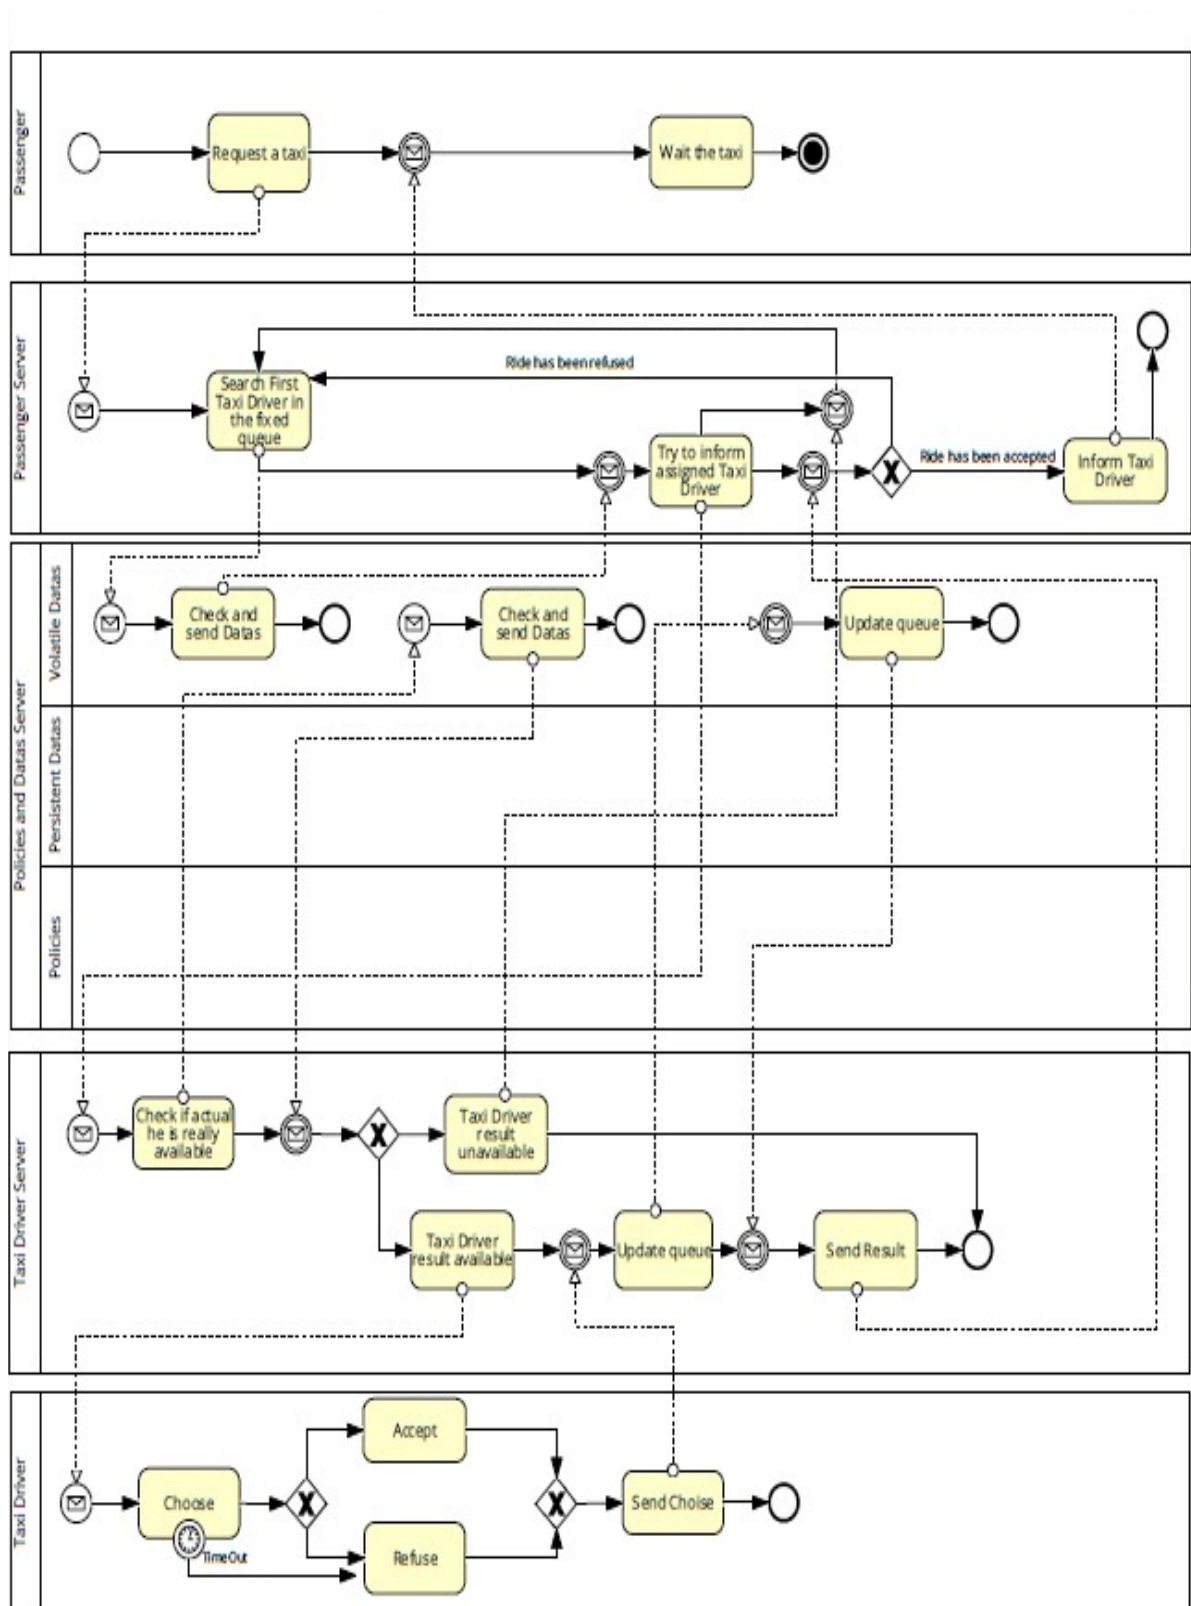 Passenger
Request a taxi
Wait the taxi
Passenger Server
Ride has been refused
Search First
Taxi Driver in
the fixed
queue
Try to inform
assigned Taxi
Driver
Ride has been accepted
Inform Taxi
Driver
Policies and Datas Server
Volatile Datas
Check and
send Datas
Check and
send Datas
Update queue
Persistent Datas
Policies
Taxi Driver Server
Check if actual
he is really
available
Taxi Driver
result
unavailable
Taxi Driver
result available
Update queue
Send Result
Taxi Driver
Accept
Choose
Send Choise
TimeOut
Refuse